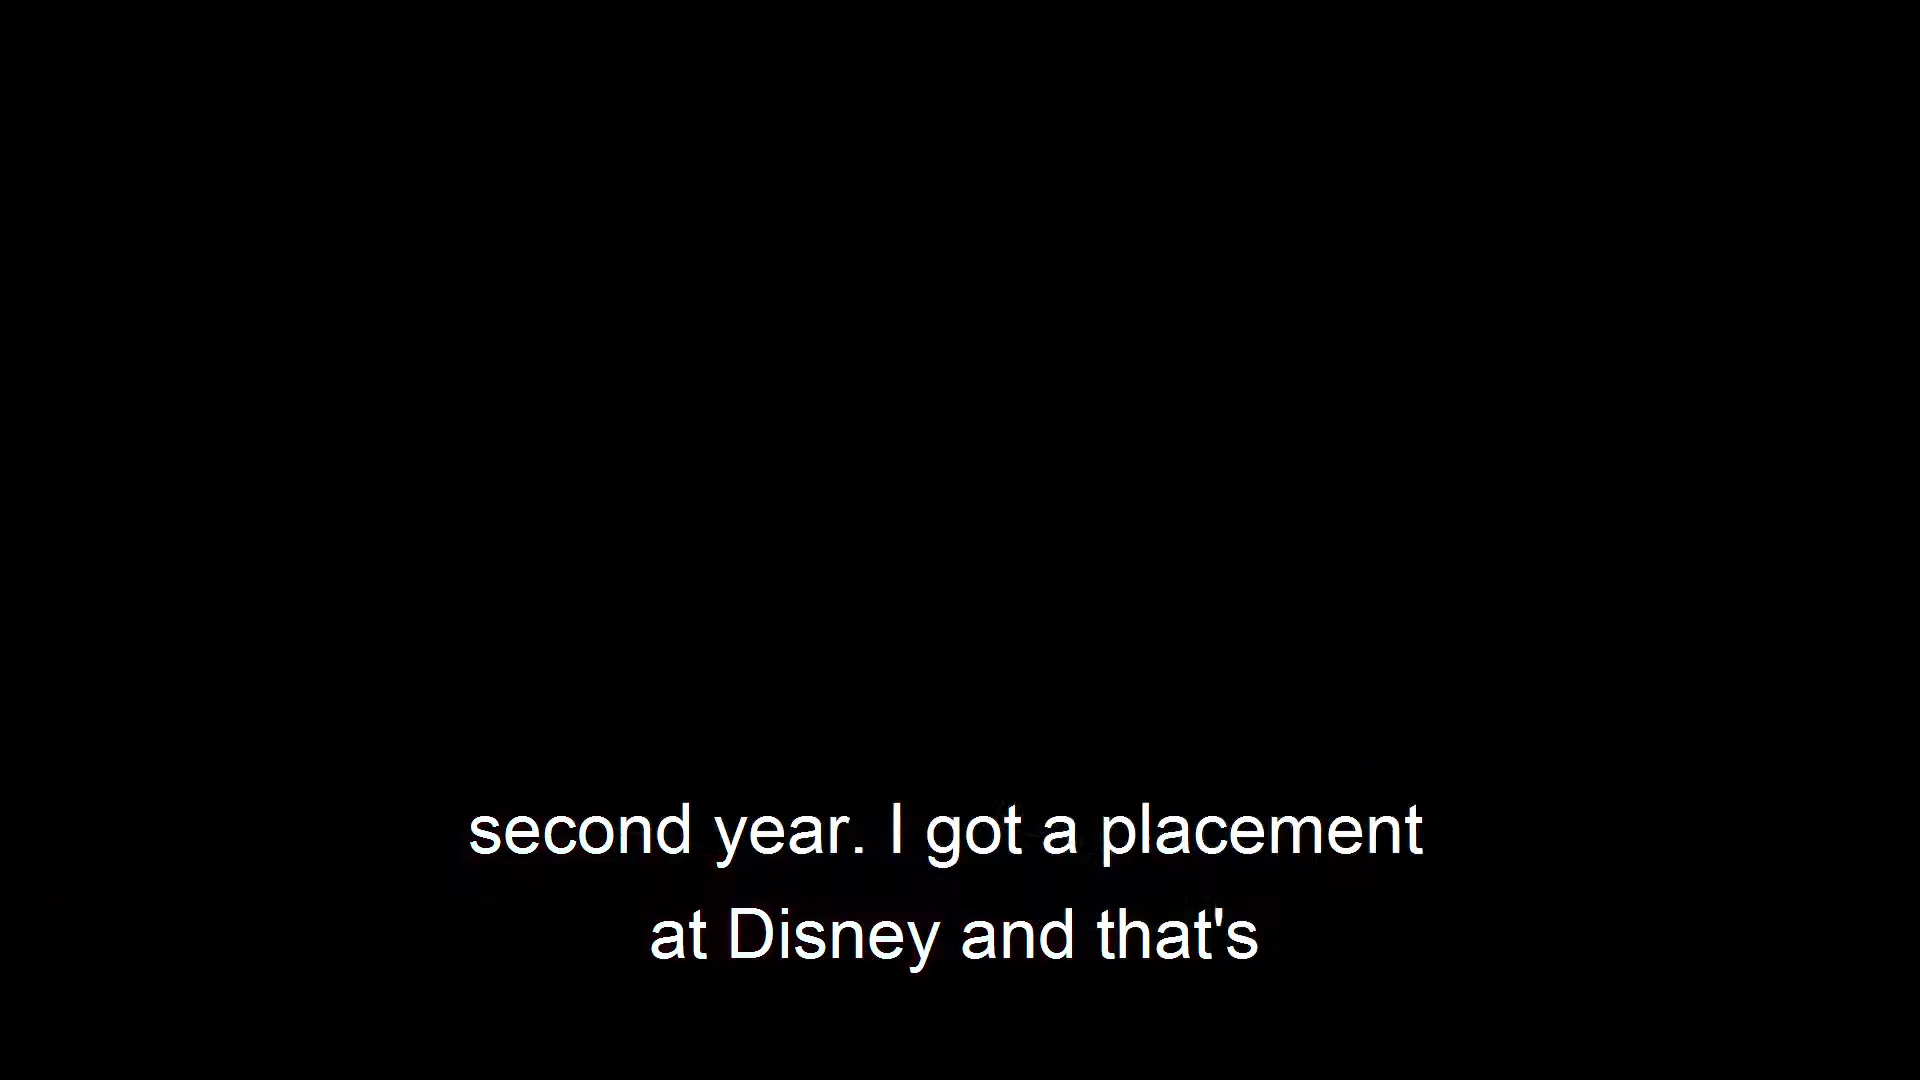 second year. I got a placement
at Disney and that's